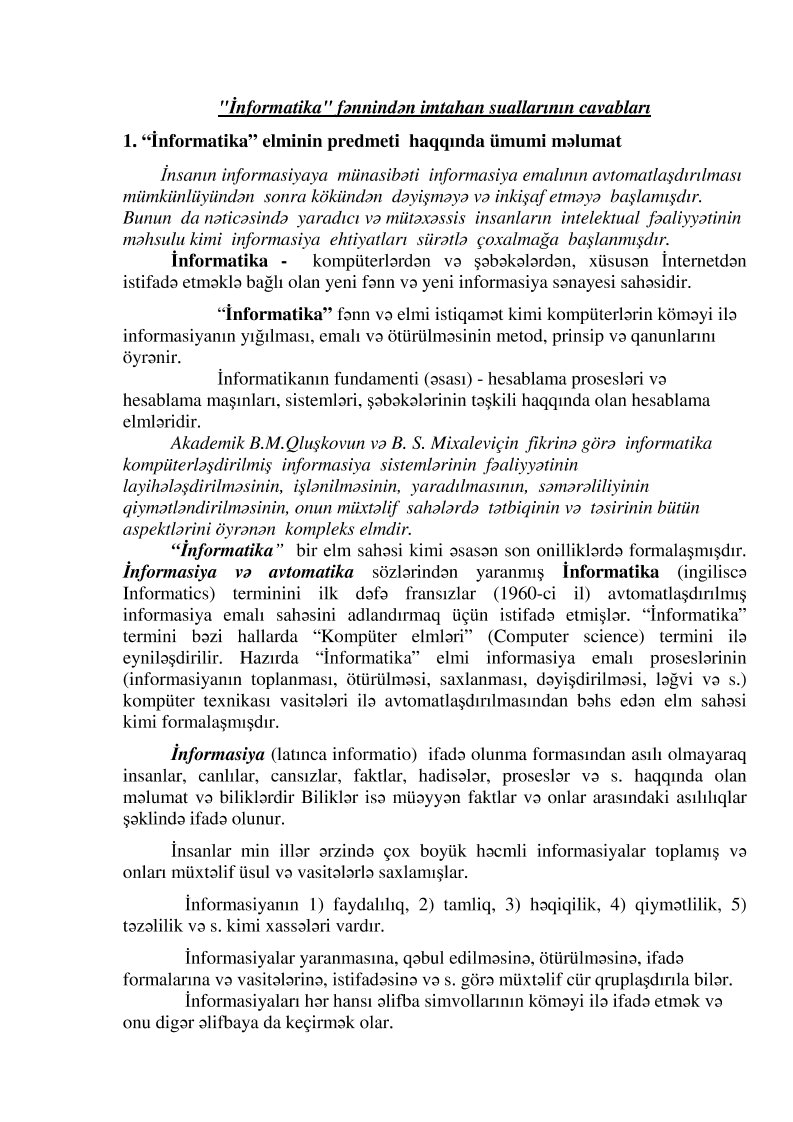 "İnformatika" fənnindən imtahan suallarının cavabları
1. “İnformatika” elminin predmeti haqqında ümumi məlumat
İnsanın informasiyaya münasibəti informasiya emalının avtomatlaşdırılması
mümkünlüyündən sonra kökündən dəyişməyə və inkişaf etməyə başlamışdır.
Bunun da nəticəsində yaradıcı və mütəxəssis insanların intelektual fəaliyyətinin
məhsulu kimi informasiya ehtiyatları sürətlə çoxalmağa başlanmışdır.
İnformatika - kompüterlərdən və şəbəkələrdən, xüsusən İnternetdən
istifadə etməklə bağlı olan yeni fənn və yeni informasiya sənayesi sahəsidir.
“İnformatika” fənn və elmi istiqamət kimi kompüterlərin köməyi ilə
informasiyanın yığılması, emalı və ötürülməsinin metod, prinsip və qanunlarını
öyrənir.
İnformatikanın fundamenti (əsası) - hesablama prosesləri və
hesablama maşınları, sistemləri, şəbəkələrinin təşkili haqqında olan hesablama
elmləridir.
Akademik B.M.Qluşkovun və B. S. Mixaleviçin fikrinə görə informatika
kompüterləşdirilmiş informasiya sistemlərinin fəaliyyətinin
layihələşdirilməsinin, işlənilməsinin, yaradılmasının, səmərəliliyinin
qiymətləndirilməsinin, onun müxtəlif sahələrdə tətbiqinin və təsirinin bütün
aspektlərini öyrənən kompleks elmdir.
“İnformatika” bir elm sahəsi kimi əsasən son onilliklərdə formalaşmışdır.
İnformasiya və avtomatika sözlərindən yaranmış İnformatika (ingiliscə
Informatics) terminini ilk dəfə fransızlar (1960-ci il) avtomatlaşdırılmış
informasiya emalı sahəsini adlandırmaq üçün istifadə etmişlər. “İnformatika”
termini bəzi hallarda “Kompüter elmləri” (Computer science) termini ilə
eyniləşdirilir. Hazırda “İnformatika” elmi informasiya emalı proseslərinin
(informasiyanın toplanması, ötürülməsi, saxlanması, dəyişdirilməsi, ləğvi və s.)
kompüter texnikası vasitələri ilə avtomatlaşdırılmasından bəhs edən elm sahəsi
kimi formalaşmışdır.
İnformasiya (latınca informatio) ifadə olunma formasından asılı olmayaraq
insanlar, canlılar, cansızlar, faktlar, hadisələr, proseslər və s. haqqında olan
məlumat və biliklərdir Biliklər isə müəyyən faktlar və onlar arasındakı asılılıqlar
şəklində ifadə olunur.
İnsanlar min illər ərzində çox boyük həcmli informasiyalar toplamış və
onları müxtəlif üsul və vasitələrlə saxlamışlar.
İnformasiyanın 1) faydalılıq, 2) tamliq, 3) həqiqilik, 4) qiymətlilik, 5)
təzəlilik və s. kimi xassələri vardır.
İnformasiyalar yaranmasına, qəbul edilməsinə, ötürülməsinə, ifadə
formalarına və vasitələrinə, istifadəsinə və s. görə müxtəlif cür qruplaşdırıla bilər.
İnformasiyaları hər hansı əlifba simvollarının köməyi ilə ifadə etmək və
onu digər əlifbaya da keçirmək olar.